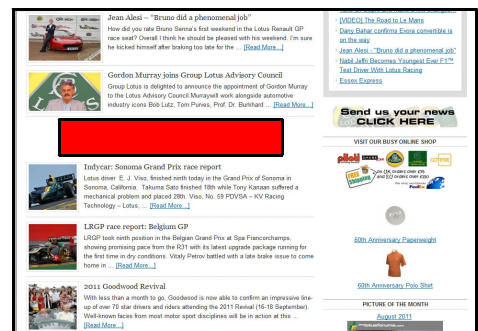 Jean Alesi – "Bruno did a phenomenal job"
How did you rate Bruno Senna's first weekend in the Lotus Renault GP
race seat? Overall I think he should be pleased with his weekend. I'm sure
he kicked himself after braking too late for the ... [Read More...]
Gordon Murray joins Group Lotus Advisory Council
Group Lotus is delighted to announce the appointment of Gordon Murray
to the Lotus Advisory Council.Murraywill work alongside automotive
industry icons Bob Lutz, Tom Purves, Prof. Dr. Burkhard ... [Read More...]
Indycar: Sonoma Grand Prix race report
Lotus driver E. J. Viso, finished ninth today in the Grand Prix of Sonoma in
Sonoma, California. Takuma Sato finished 18th while Tony Kanaan suffered a
mechanical problem and placed 28th. Viso, No. 59 PDVSA – KV Racing
Technology – Lotus, ... [Read More...]
LRGP race report: Belgium GP
LRGP took ninth position in the Belgian Grand Prix at Spa Francorchamps,
showing promising pace from the R31 with its latest upgrade package running for
the first time in dry conditions. Vitaly Petrov battled with a late brake issue to come
home in ... [Read More...]
2011 Goodwood Revival
With less than a month to go, Goodwood is now able to confirm an impressive line-
up of over 70 star drivers and riders attending the 2011 Revival (16-18 September).
Well-known faces from most motor sport disciplines will be in action at this ...
[Read More...]
[VIDEO] The Road to Le Mans
Dany Bahar confirms Evora convertible is
on the way
Jean Alesi - "Bruno did a phenomenal job"
Nabil Jeffri Becomes Youngest Ever F1™
Test Driver With Lotus Racing
Essex Express
Send us your news
CLICK HERE
VISIT OUR BUSY ONLINE SHOP
FREE
SHIPPING
FedEx
60th Anniversary Paperweight
60th Anniversary Polo Shirt
PICTURE OF THE MONTH
August 2011